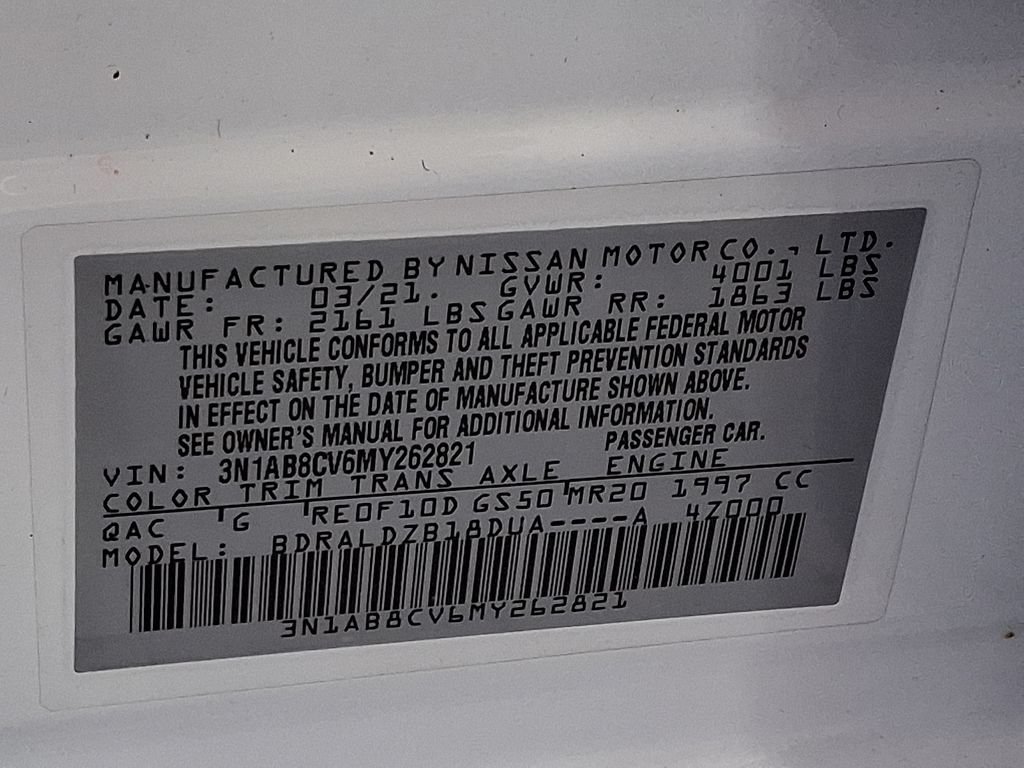 MANUFACTURED BY NISSAN MOTOR CO., LTD.
DATE: 03/21. GVWR: 4001 LBS
GAWR FR: 2161 LBS GAWR RR: 1863 LBS
THIS VEHICLE CONFORMS TO ALL APPLICABLE FEDERAL MOTOR
VEHICLE SAFETY, BUMPER AND THEFT PREVENTION STANDARDS
IN EFFECT ON THE DATE OF MANUFACTURE SHOWN ABOVE.
SEE OWNER'S MANUAL FOR ADDITIONAL INFORMATION.
VIN: 3N1AB8CV6MY262821 PASSENGER CAR.
COLOR TRIM TRANS AXLE ENGINE
QAC G RE0F10D GS50 MR20 1997 CC
MODEL: BDRALDZB18DUA----A 47000
3N1AB8CV6MY262821